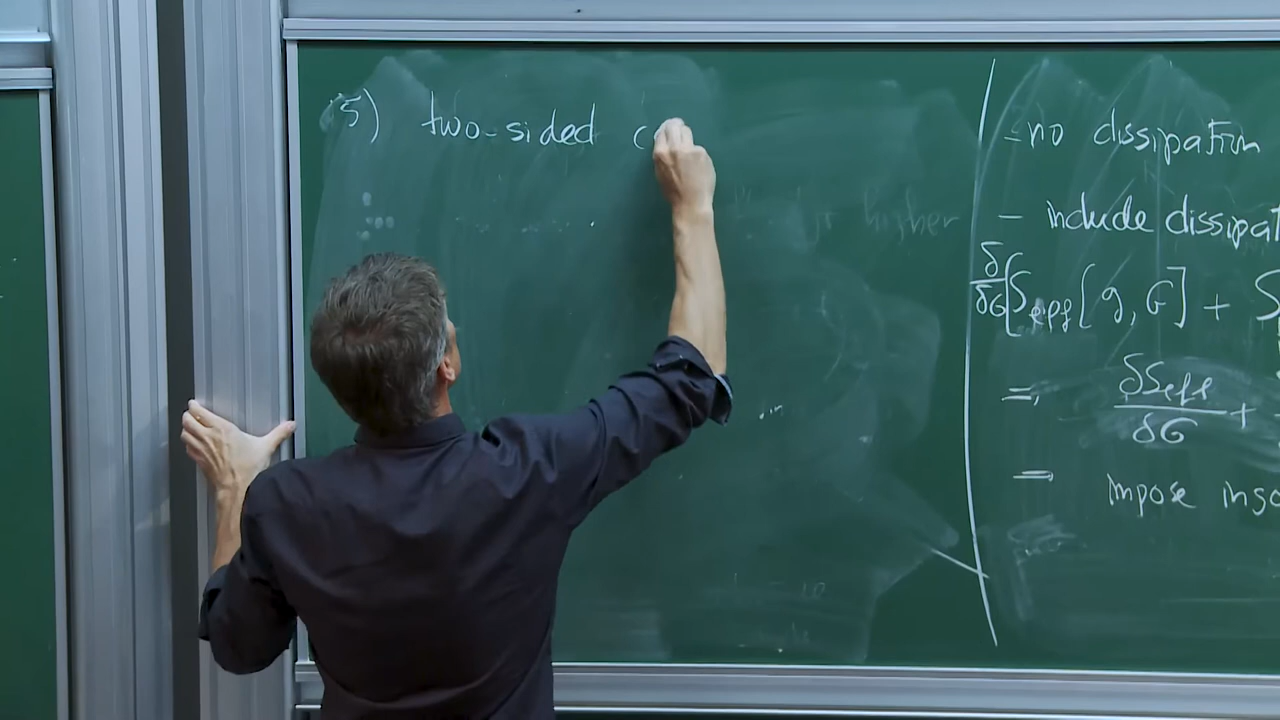 5) two-sided c
higher
- no dissipation
- include dissipat
δ/δG [S_eff[g,G] + S
=, δS_eff/δG +
= impose inso